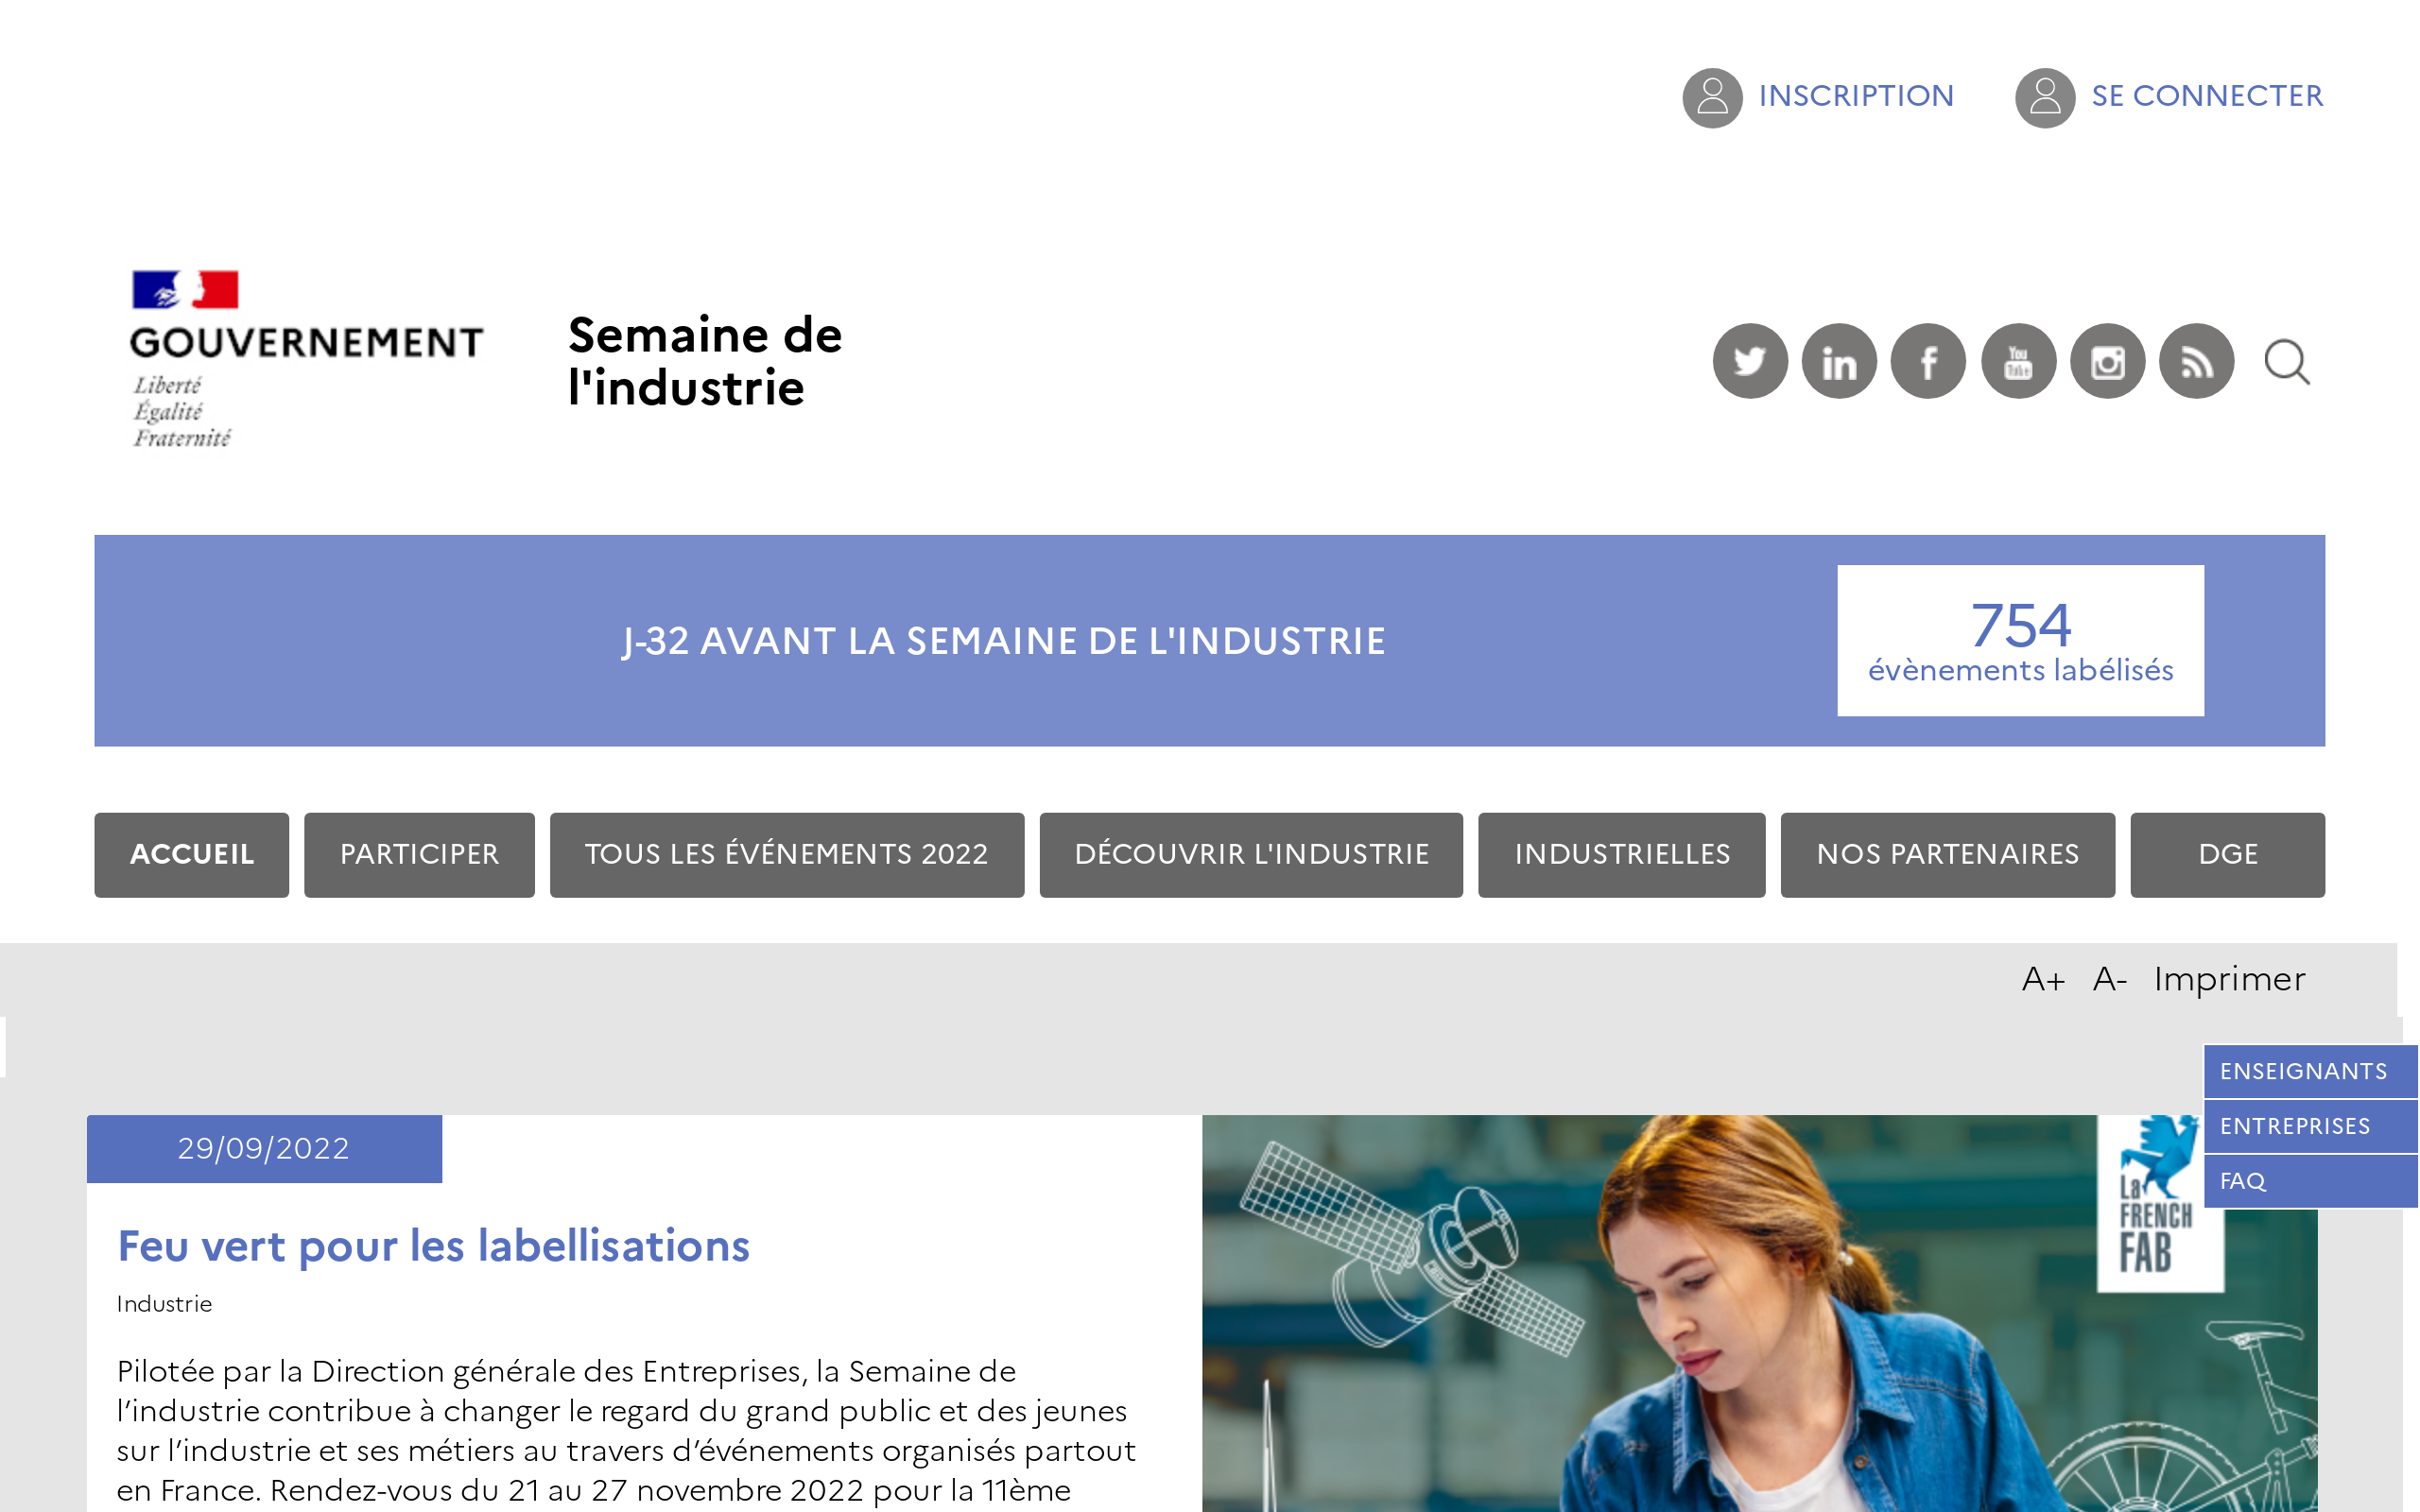 INSCRIPTION
SE CONNECTER
GOUVERNEMENT
Liberté
Égalité
Fraternité
Semaine de
l'industrie
You
Tube
J-32 AVANT LA SEMAINE DE L'INDUSTRIE
754
évènements labélisés
ACCUEIL
PARTICIPER
TOUS LES ÉVÉNEMENTS 2022
DÉCOUVRIR L'INDUSTRIE
INDUSTRIELLES
NOS PARTENAIRES
DGE
A+ A- Imprimer
ENSEIGNANTS
ENTREPRISES
FAQ
29/09/2022
Feu vert pour les labellisations
Industrie
Pilotée par la Direction générale des Entreprises, la Semaine de
l’industrie contribue à changer le regard du grand public et des jeunes
sur l’industrie et ses métiers au travers d’événements organisés partout
en France. Rendez-vous du 21 au 27 novembre 2022 pour la 11ème
La
FRENCH
FAB